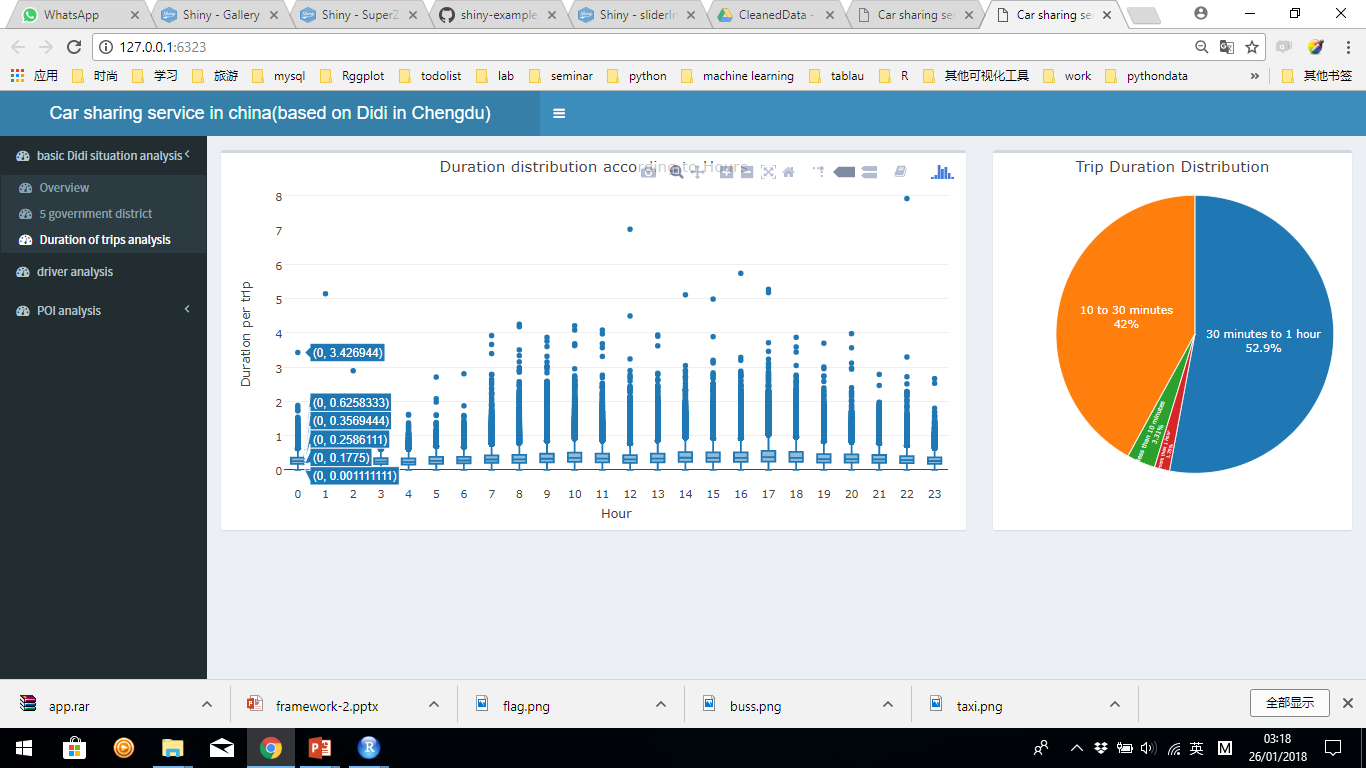 WhatsApp
Shiny - Gallery
Shiny - SuperZ
shiny-example
Shiny - sliderIn
CleanedData -
Car sharing se
Car sharing se
127.0.0.1:6323
应用
时尚
学习
旅游
mysql
Rggplot
todolist
lab
seminar
python
machine learning
tablau
R
其他可视化工具
work
pythondata
»
其他书签
Car sharing service in china(based on Didi in Chengdu)
basic Didi situation analysis
Overview
5 government district
Duration of trips analysis
driver analysis
POI analysis
Duration distribution according to Hours
Duration per trip
8
7
6
5
4
3
2
1
0
(0, 3.426944)
(0, 0.6258333)
(0, 0.3569444)
(0, 0.2586111)
(0, 0.1775)
(0, 0.001111111)
0 1 2 3 4 5 6 7 8 9 10 11 12 13 14 15 16 17 18 19 20 21 22 23
Hour
Trip Duration Distribution
10 to 30 minutes
42%
30 minutes to 1 hour
52.9%
than 10 minutes
3.31%
app.rar
framework-2.pptx
flag.png
buss.png
taxi.png
全部显示
英
M
03:18
26/01/2018